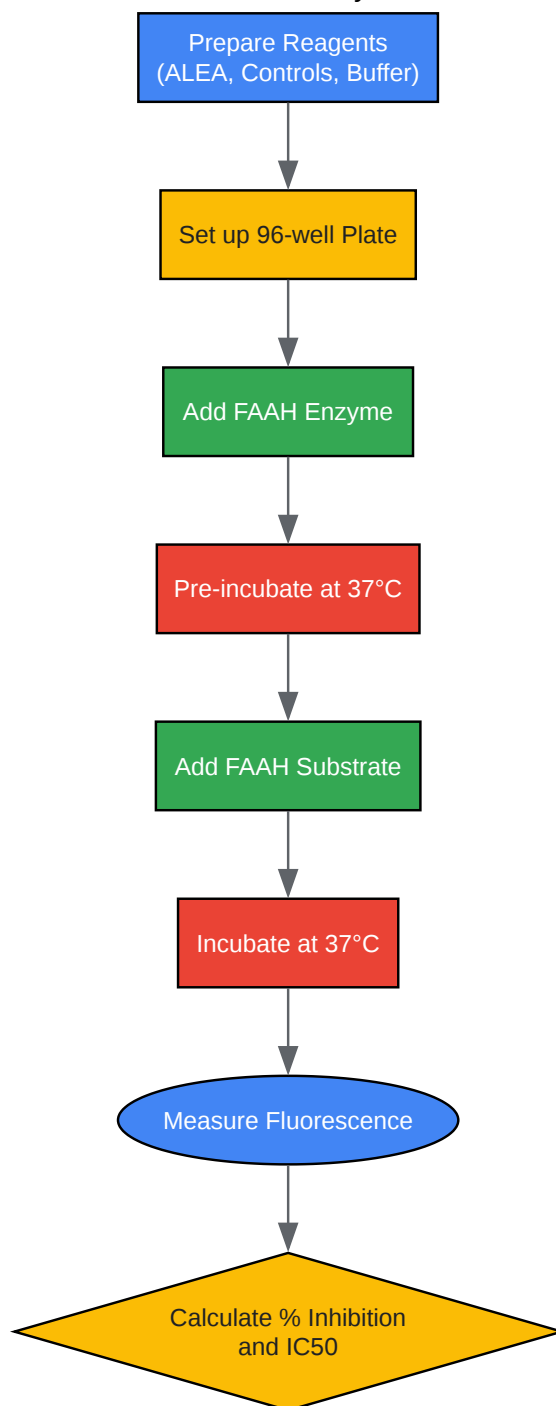 Prepare Reagents
(ALEA, Controls, Buffer)
Set up 96-well Plate
Add FAAH Enzyme
Pre-incubate at 37°C
Add FAAH Substrate
Incubate at 37°C
Measure Fluorescence
Calculate % Inhibition
and IC50